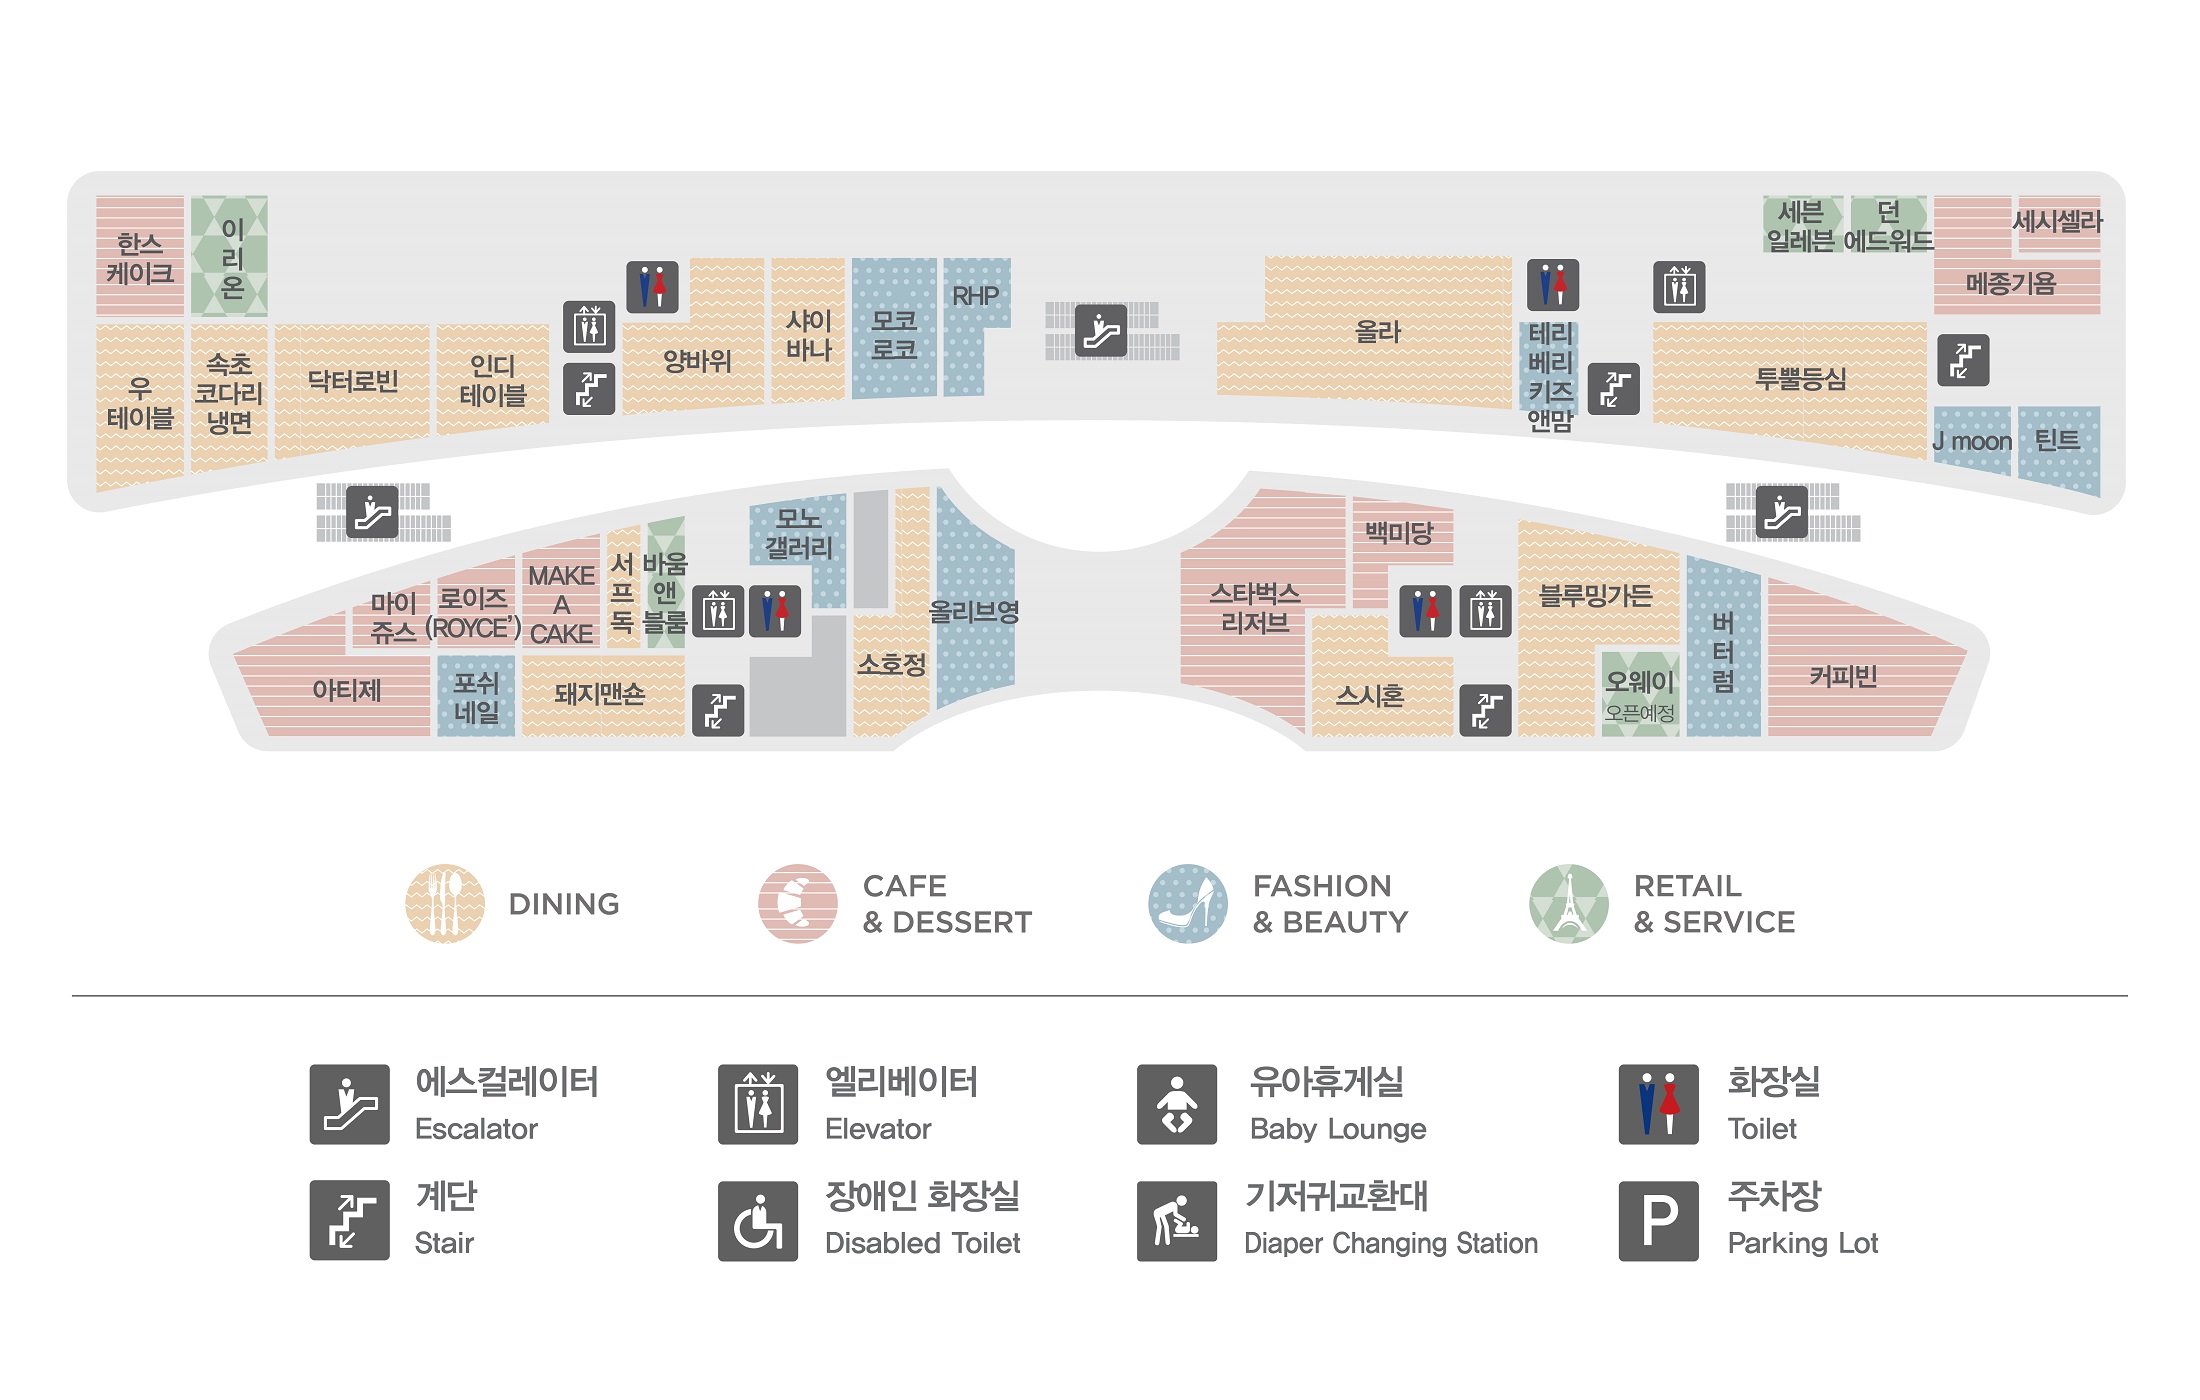 한스
케이크
이
리
온
우
테이블
속초
코다리
냉면
닥터로빈
인디
테이블
양바위
샤이
바나
모코
로코
RHP
올라
테리
베리
키즈
앤맘
투뿔등심
세븐
일레븐
던
에드워드
세시셀라
메종기욤
J moon
틴트
아티제
마이
쥬스
로이즈
(ROYCE’)
MAKE
A
CAKE
서
프
독
바움
앤
블룸
포쉬
네일
돼지맨숀
모노
갤러리
소호정
올리브영
스타벅스
리저브
백미당
스시혼
블루밍가든
오웨이
오픈예정
버
터
럼
커피빈
DINING
CAFE
& DESSERT
FASHION
& BEAUTY
RETAIL
& SERVICE
에스컬레이터
Escalator
엘리베이터
Elevator
유아휴게실
Baby Lounge
화장실
Toilet
계단
Stair
장애인 화장실
Disabled Toilet
기저귀교환대
Diaper Changing Station
P
주차장
Parking Lot